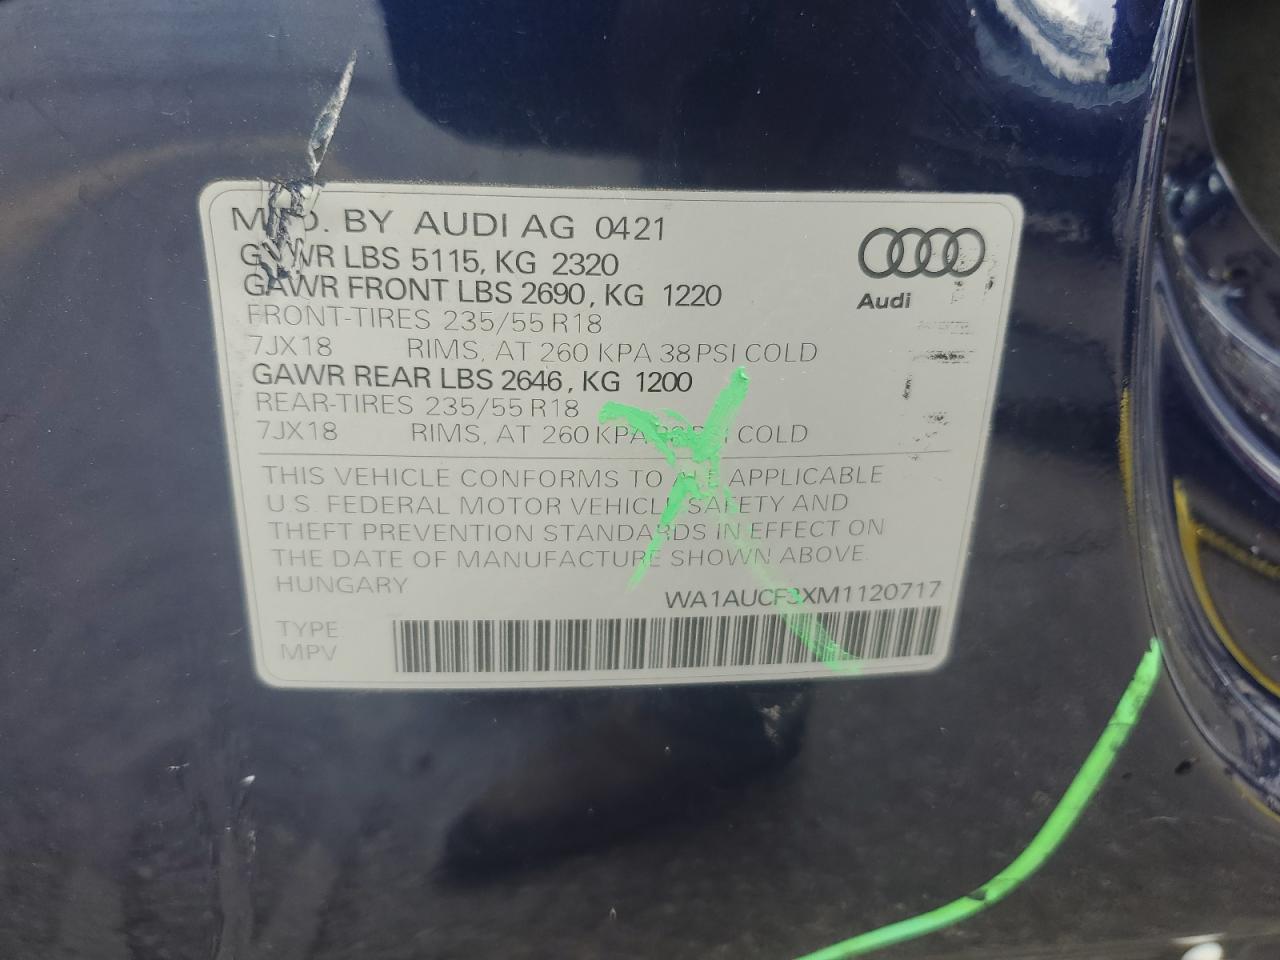 MFD. BY AUDI AG 0421
GVWR LBS 5115, KG 2320
GAWR FRONT LBS 2690, KG 1220
FRONT-TIRES 235/55 R18
7JX18 RIMS, AT 260 KPA 38 PSI COLD
GAWR REAR LBS 2646, KG 1200
REAR-TIRES 235/55 R18
7JX18 RIMS, AT 260 KPA 38 PSI COLD
Audi
THIS VEHICLE CONFORMS TO ALL APPLICABLE
U.S. FEDERAL MOTOR VEHICLE SAFETY AND
THEFT PREVENTION STANDARDS IN EFFECT ON
THE DATE OF MANUFACTURE SHOWN ABOVE.
HUNGARY
WA1AUCF3XM1120717
TYPE
MPV